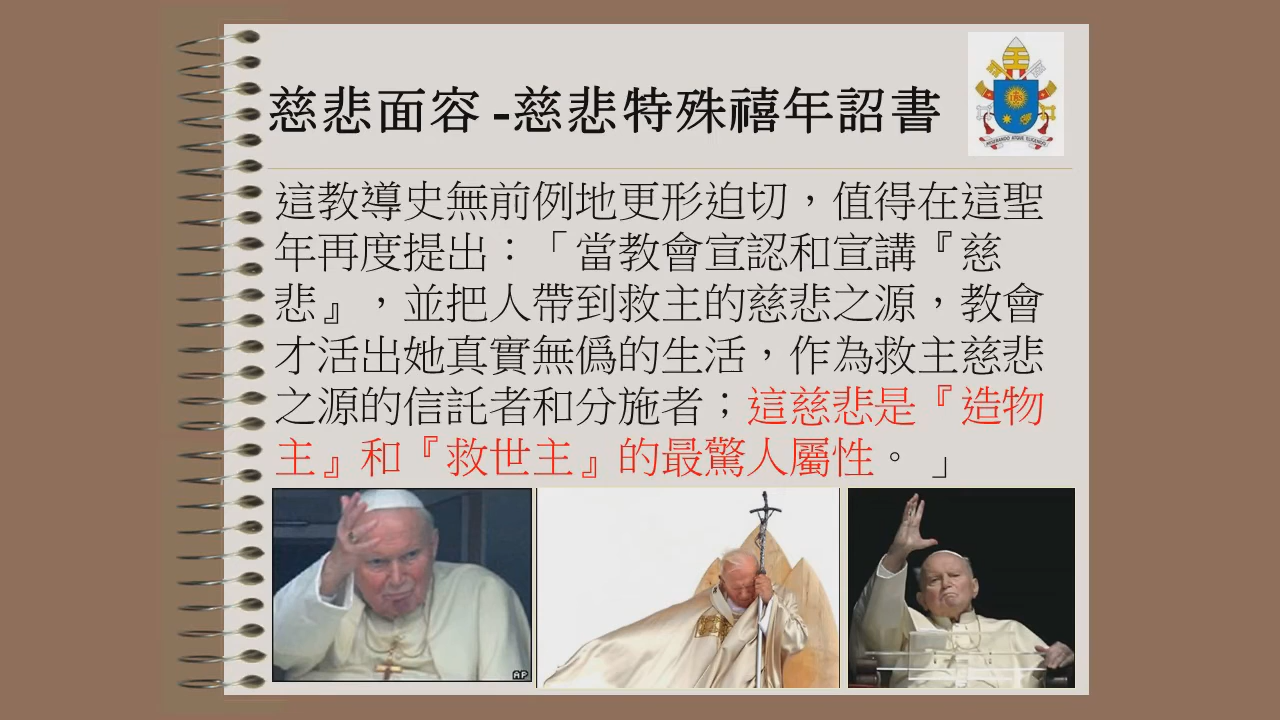 慈悲面容 -慈悲特殊禧年詔書
這教導史無前例地更形迫切，值得在這聖
年再度提出：「當教會宣認和宣講『慈
悲』，並把人帶到救主的慈悲之源，教會
才活出她真實無僞的生活，作為救主慈悲
之源的信託者和分施者；這慈悲是『造物
主』和『救世主』的最驚人屬性。」
AP